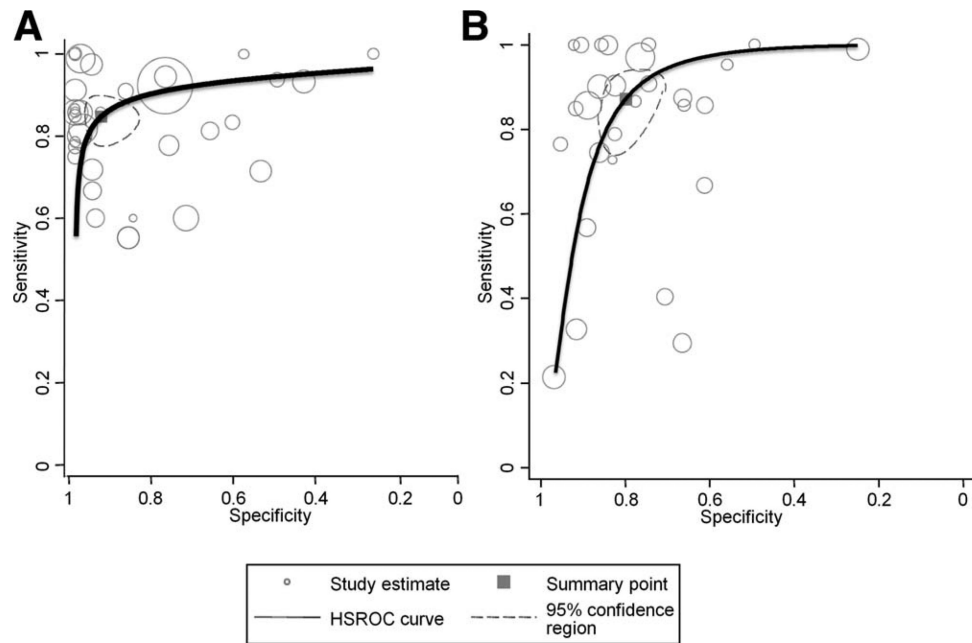 A
B
1
0.8
0.6
0.4
0.2
0
Sensitivity
1
0.8
0.6
0.4
0.2
0
Specificity
1
0.8
0.6
0.4
0.2
0
Sensitivity
1
0.8
0.6
0.4
0.2
0
Specificity
Study estimate
Summary point
HSROC curve
95% confidence
region